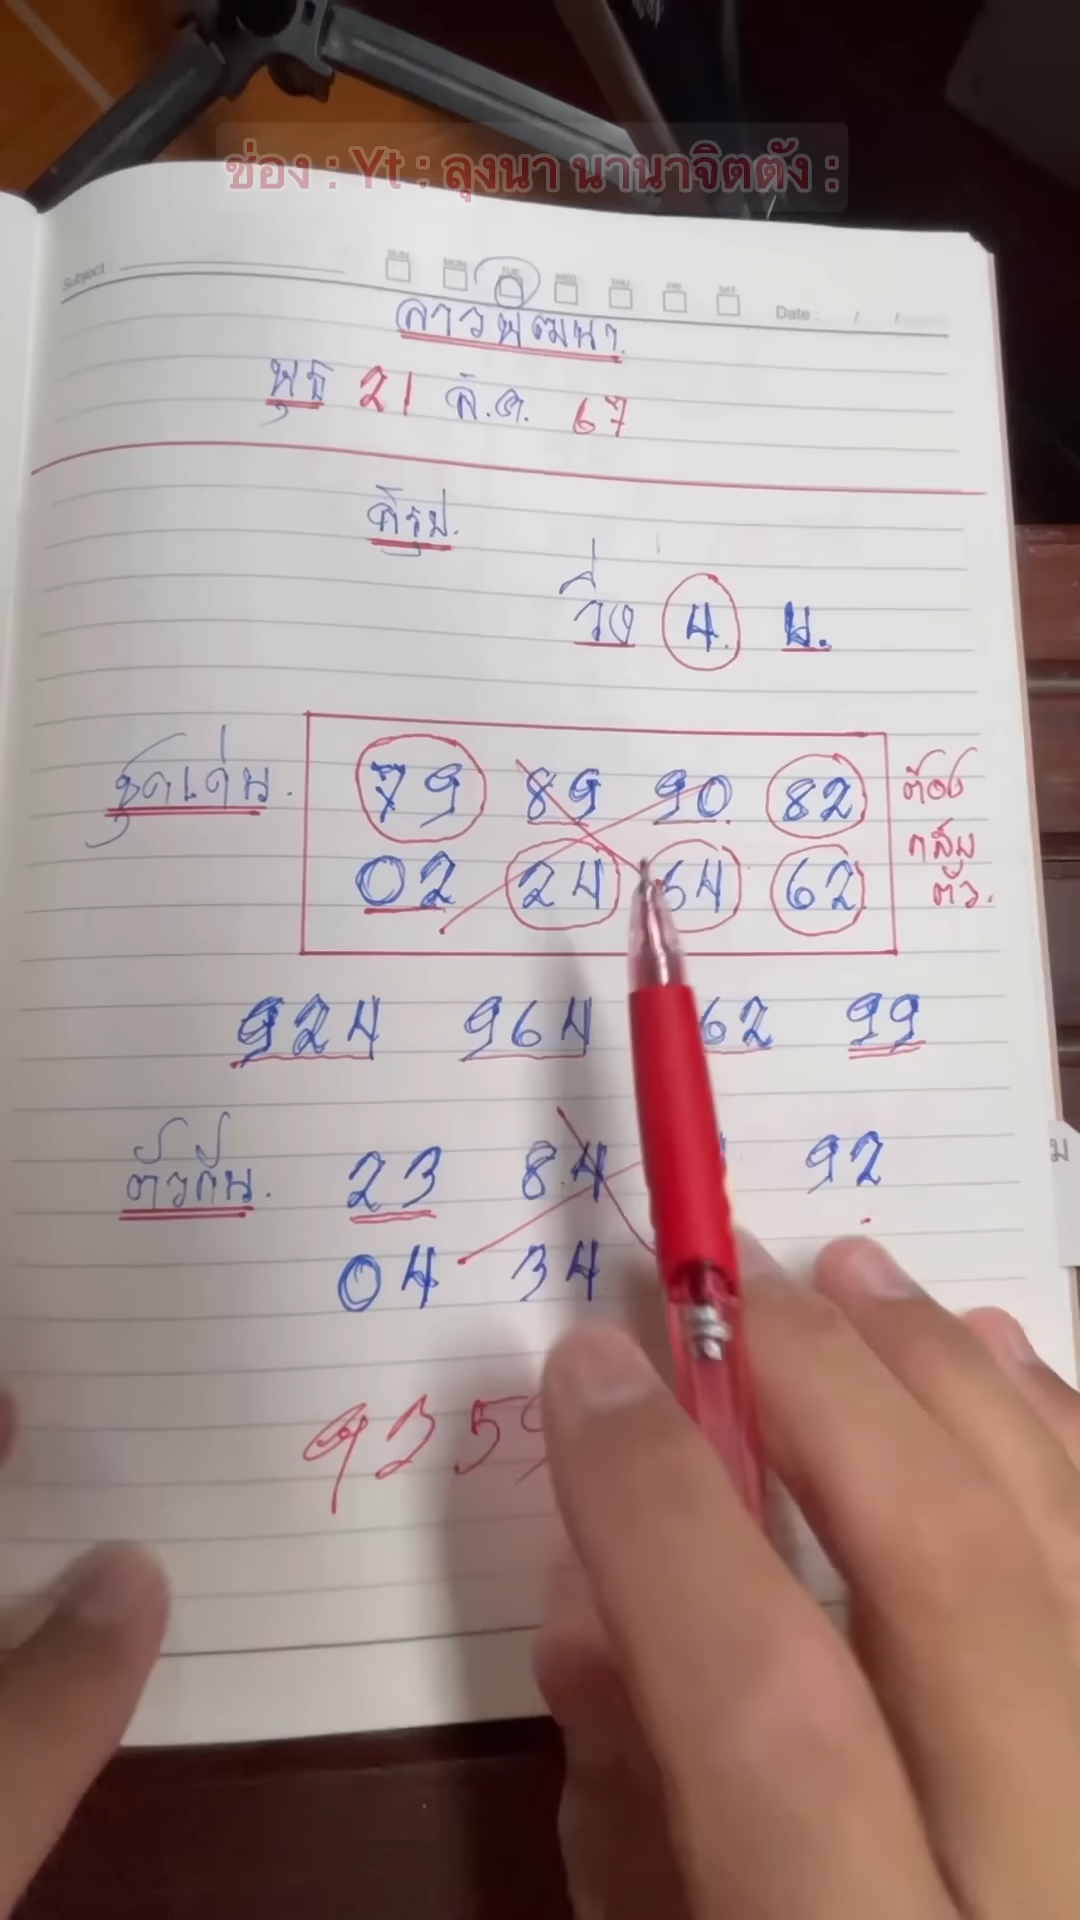 ช่อง : Yt : ลุงนา นานาจิตตัง :
Subject : SUN MON TUE WED THU FRI SAT Date : / /
ลาวพัฒนา.
พุธ 21 ส.ค. 67
สรุป.
วิ่ง 4. บ.
ชุดเด่น. 79 89 90 82 ต้อง
กลับ
02 24 64 62 ตัว.
924 964 62 99
ตัวกัน. 23 84 92
04 34
9359
ม